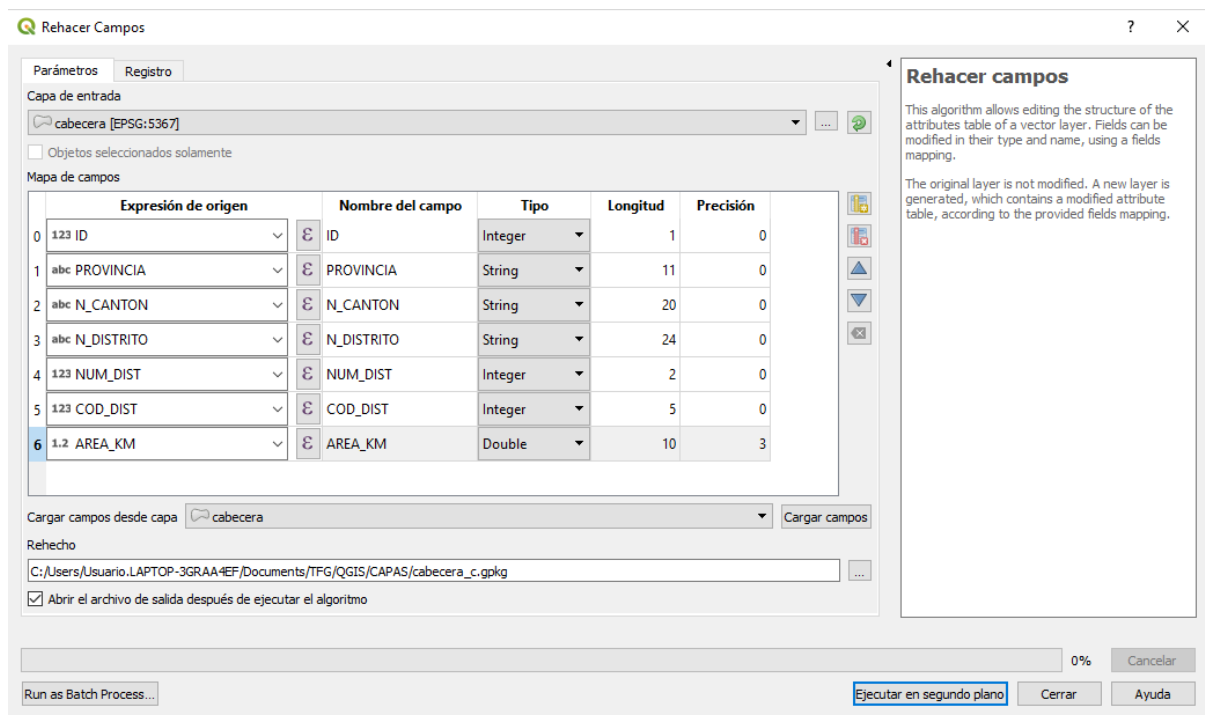 Rehacer Campos
? X
Parámetros Registro
Capa de entrada
cabecera [EPSG:5367]
...
Objetos seleccionados solamente
Mapa de campos
Expresión de origen Nombre del campo Tipo Longitud Precisión
0 123 ID ε ID Integer 1 0
1 abc PROVINCIA ε PROVINCIA String 11 0
2 abc N_CANTON ε N_CANTON String 20 0
3 abc N_DISTRITO ε N_DISTRITO String 24 0
4 123 NUM_DIST ε NUM_DIST Integer 2 0
5 123 COD_DIST ε COD_DIST Integer 5 0
6 1.2 AREA_KM ε AREA_KM Double 10 3
Cargar campos desde capa cabecera Cargar campos
Rehecho
C:/Users/Usuario.LAPTOP-3GRAA4EF/Documents/TFG/QGIS/CAPAS/cabecera_c.gpkg ...
Abrir el archivo de salida después de ejecutar el algoritmo
Rehacer campos
This algorithm allows editing the structure of the
attributes table of a vector layer. Fields can be
modified in their type and name, using a fields
mapping.
The original layer is not modified. A new layer is
generated, which contains a modified attribute
table, according to the provided fields mapping.
0% Cancelar
Run as Batch Process... Ejecutar en segundo plano Cerrar Ayuda